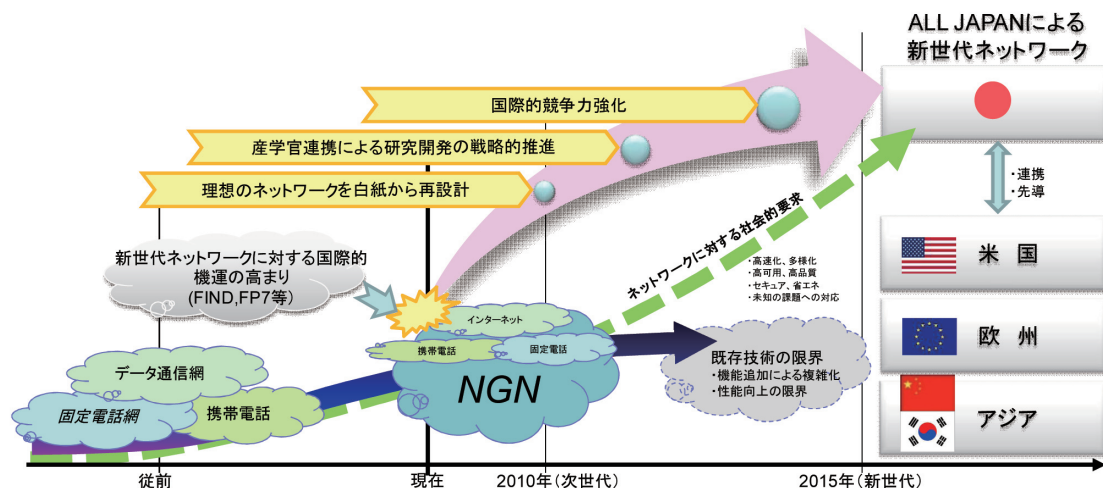 ALL JAPANによる
新世代ネットワーク
国際的競争力強化
産学官連携による研究開発の戦略的推進
理想のネットワークを白紙から再設計
・連携
・先導
新世代ネットワークに対する国際的
機運の高まり
(FIND,FP7等)
ネットワークに対する社会的要求
・高速化、多様化
・高可用、高品質
・セキュア、省エネ
・未知の課題への対応
米 国
欧 州
アジア
インターネット
携帯電話
固定電話
NGN
既存技術の限界
・機能追加による複雑化
・性能向上の限界
データ通信網
固定電話網
携帯電話
従前
現在
2010年(次世代)
2015年(新世代)